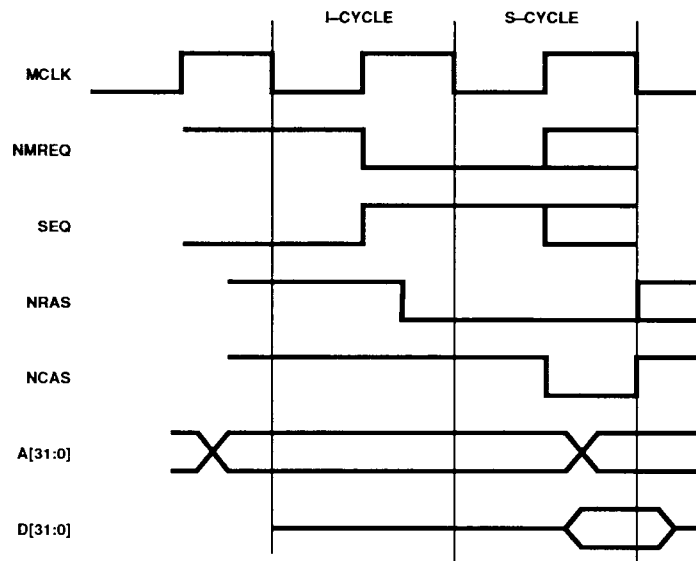 I–CYCLE S–CYCLE
MCLK
NMREQ
SEQ
NRAS
NCAS
A[31:0]
D[31:0]